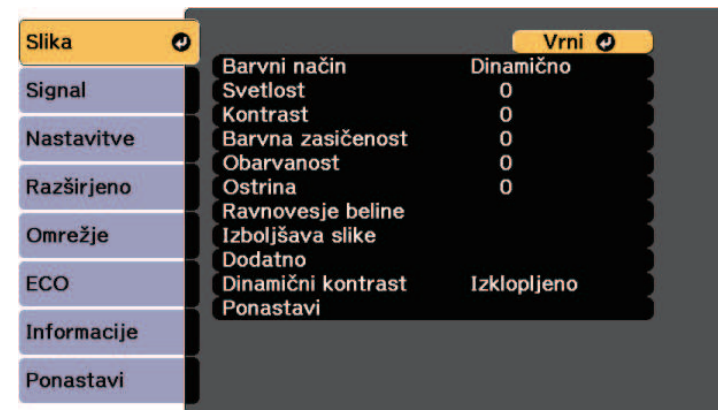 Slika
Signal
Nastavitve
Razširjeno
Omrežje
ECO
Informacije
Ponastavi
Vrni
Barvni način Dinamično
Svetlost 0
Kontrast 0
Barvna zasičenost 0
Obarvanost 0
Ostrina 0
Ravnovesje beline
Izboljšava slike
Dodatno
Dinamični kontrast Izklopljeno
Ponastavi